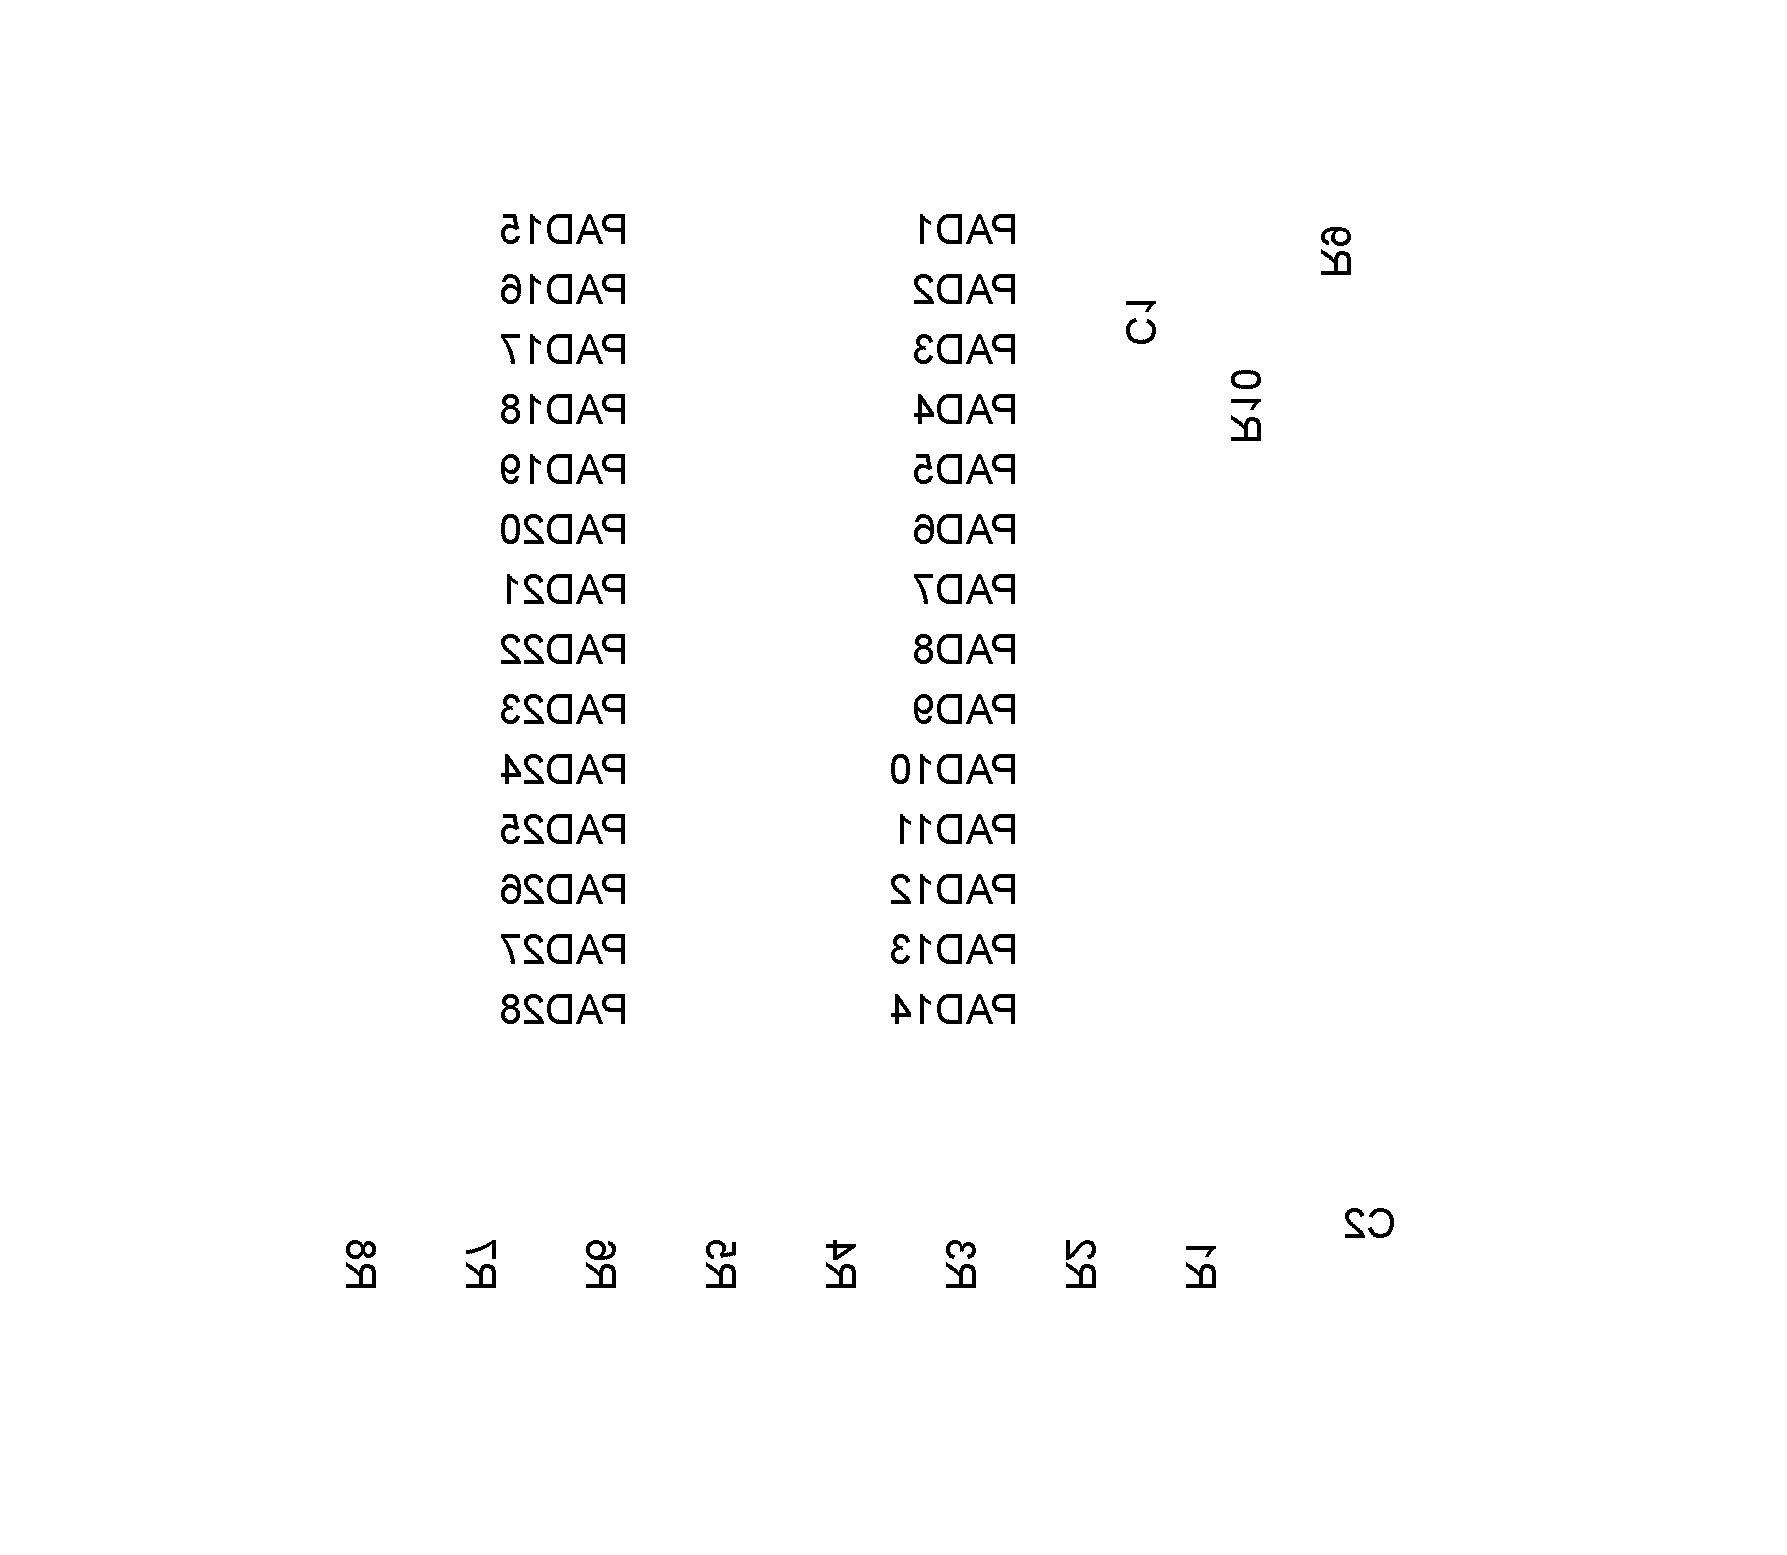 PAD15 PAD1
R9
PAD16 PAD2
C1
PAD17 PAD3
PAD18 PAD4
R10
PAD19 PAD5
PAD20 PAD6
PAD21 PAD7
PAD22 PAD8
PAD23 PAD9
PAD24 PAD10
PAD25 PAD11
PAD26 PAD12
PAD27 PAD13
PAD28 PAD14
C2
R8 R7 R6 R5 R4 R3 R2 R1